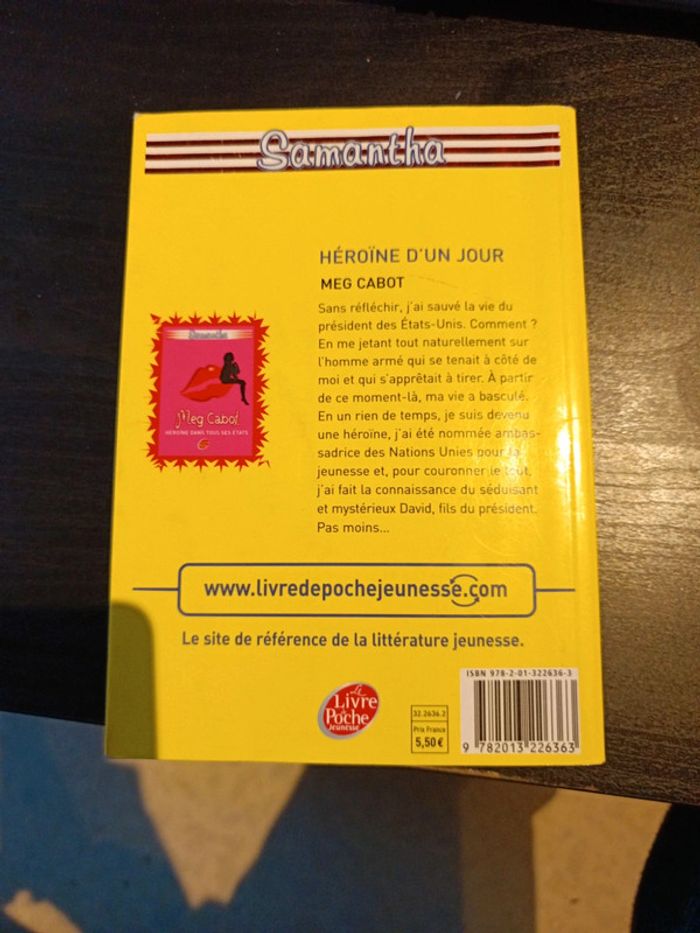 Samantha
HÉROÏNE D'UN JOUR
MEG CABOT
Sans réfléchir, j'ai sauvé la vie du
président des États-Unis. Comment ?
En me jetant tout naturellement sur
l'homme armé qui se tenait à côté de
moi et qui s'apprêtait à tirer. À partir
de ce moment-là, ma vie a basculé.
En un rien de temps, je suis devenu
une héroïne, j'ai été nommée ambas-
sadrice des Nations Unies pour la
jeunesse et, pour couronner le tout,
j'ai fait la connaissance du séduisant
et mystérieux David, fils du président.
Pas moins...
Samantha
Meg Cabot
HÉROÏNE DANS TOUS SES ÉTATS
www.livredepochejeunesse.com
Le site de référence de la littérature jeunesse.
Le
Livre
de
Poche
Jeunesse
32.2636.2
Prix France
5,50 €
ISBN 978-2-01-322636-3
9 782013 226363